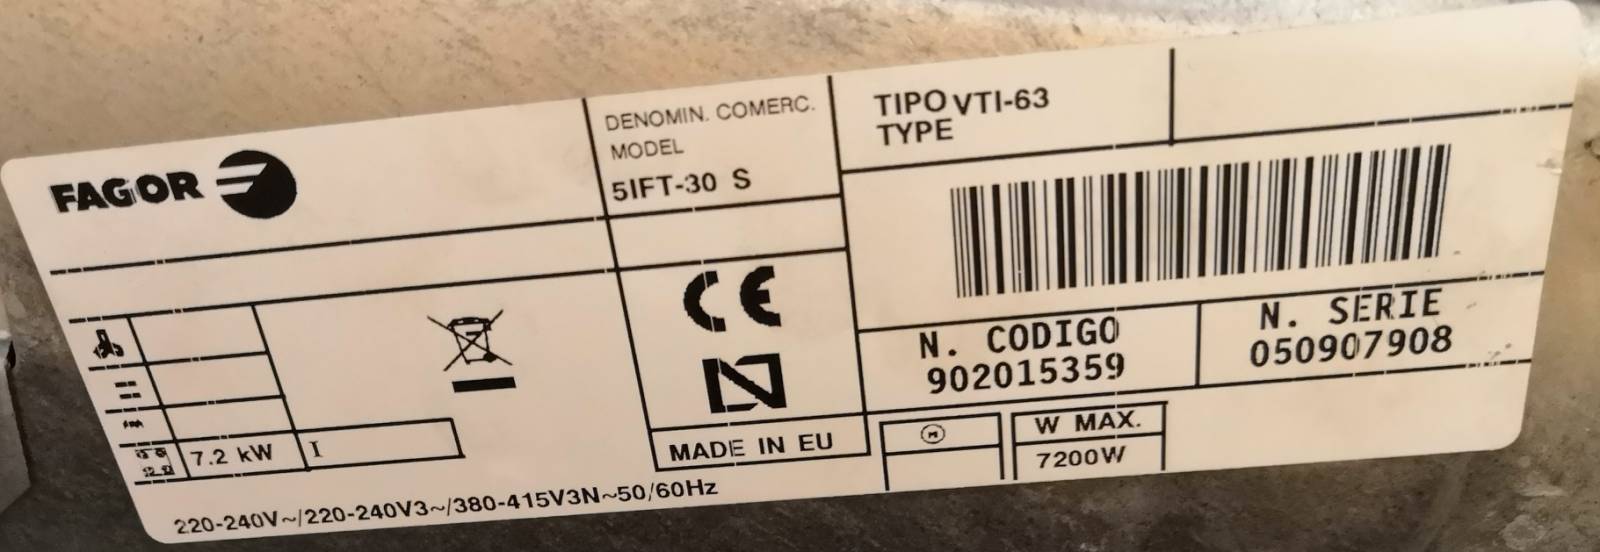 FAGOR
DENOMIN. COMERC.
MODEL
5IFT-30 S
TIPO VTI-63
TYPE
CE
N
MADE IN EU
N. CODIGO
902015359
N. SERIE
050907908
7.2 kW
I
M
W MAX.
7200W
220-240V~/220-240V3~/380-415V3N~50/60Hz